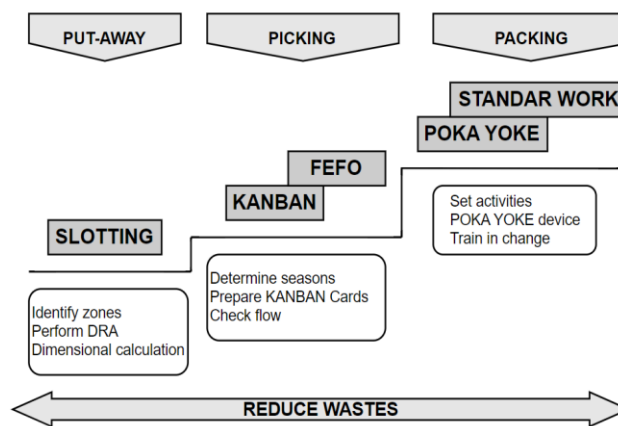 PUT-AWAY
PICKING
PACKING
STANDAR WORK
POKA YOKE
FEFO
KANBAN
SLOTTING
Set activities
POKA YOKE device
Train in change
Determine seasons
Prepare KANBAN Cards
Check flow
Identify zones
Perform DRA
Dimensional calculation
REDUCE WASTES